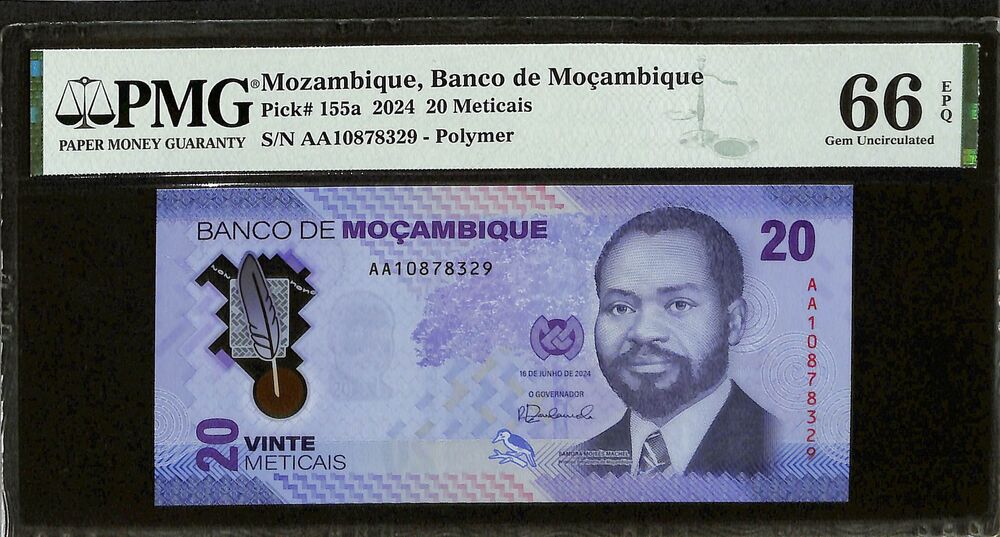 PMG®
PAPER MONEY GUARANTY
Mozambique, Banco de Moçambique
Pick# 155a 2024 20 Meticais
S/N AA10878329 - Polymer
66
EPQ
Gem Uncirculated
BANCO DE MOÇAMBIQUE
20
AA10878329
AA10878329
16 DE JUNHO DE 2024
O GOVERNADOR
20
VINTE
METICAIS
SAMORA MOISÉS MACHEL